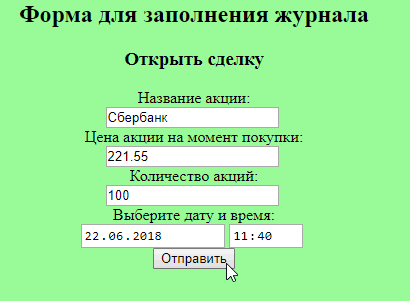 Форма для заполнения журнала
Открыть сделку
Название акции:
Сбербанк
Цена акции на момент покупки:
221.55
Количество акций:
100
Выберите дату и время:
22.06.2018 11:40
Отправить